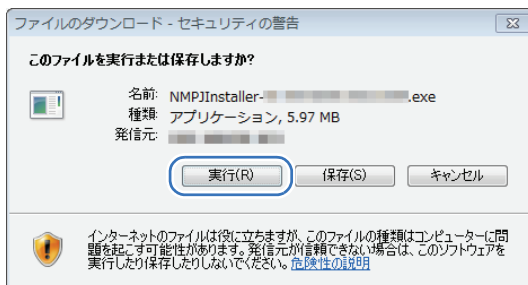 ファイルのダウンロード - セキュリティの警告
このファイルを実行または保存しますか?
名前: NMPJInstaller- .exe
種類: アプリケーション, 5.97 MB
発信元:
実行(R) 保存(S) キャンセル
インターネットのファイルは役に立ちますが、このファイルの種類はコンピューターに問
題を起こす可能性があります。発信元が信頼できない場合は、このソフトウェアを
実行したり保存したりしないでください。危険性の説明